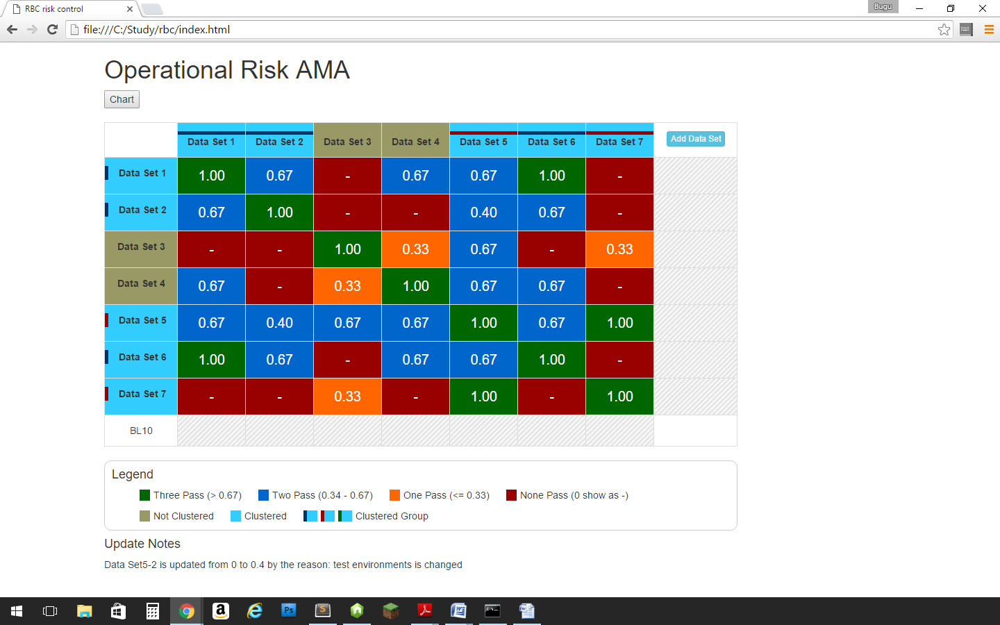 RBC risk control
Bugu
file:///C:/Study/rbc/index.html
Operational Risk AMA
Chart
Data Set 1 Data Set 2 Data Set 3 Data Set 4 Data Set 5 Data Set 6 Data Set 7 Add Data Set
Data Set 1 1.00 0.67 - 0.67 0.67 1.00 -
Data Set 2 0.67 1.00 - - 0.40 0.67 -
Data Set 3 - - 1.00 0.33 0.67 - 0.33
Data Set 4 0.67 - 0.33 1.00 0.67 0.67 -
Data Set 5 0.67 0.40 0.67 0.67 1.00 0.67 1.00
Data Set 6 1.00 0.67 - 0.67 0.67 1.00 -
Data Set 7 - - 0.33 - 1.00 - 1.00
BL10
Legend
Three Pass (> 0.67) Two Pass (0.34 - 0.67) One Pass (<= 0.33) None Pass (0 show as -)
Not Clustered Clustered Clustered Group
Update Notes
Data Set5-2 is updated from 0 to 0.4 by the reason: test environments is changed